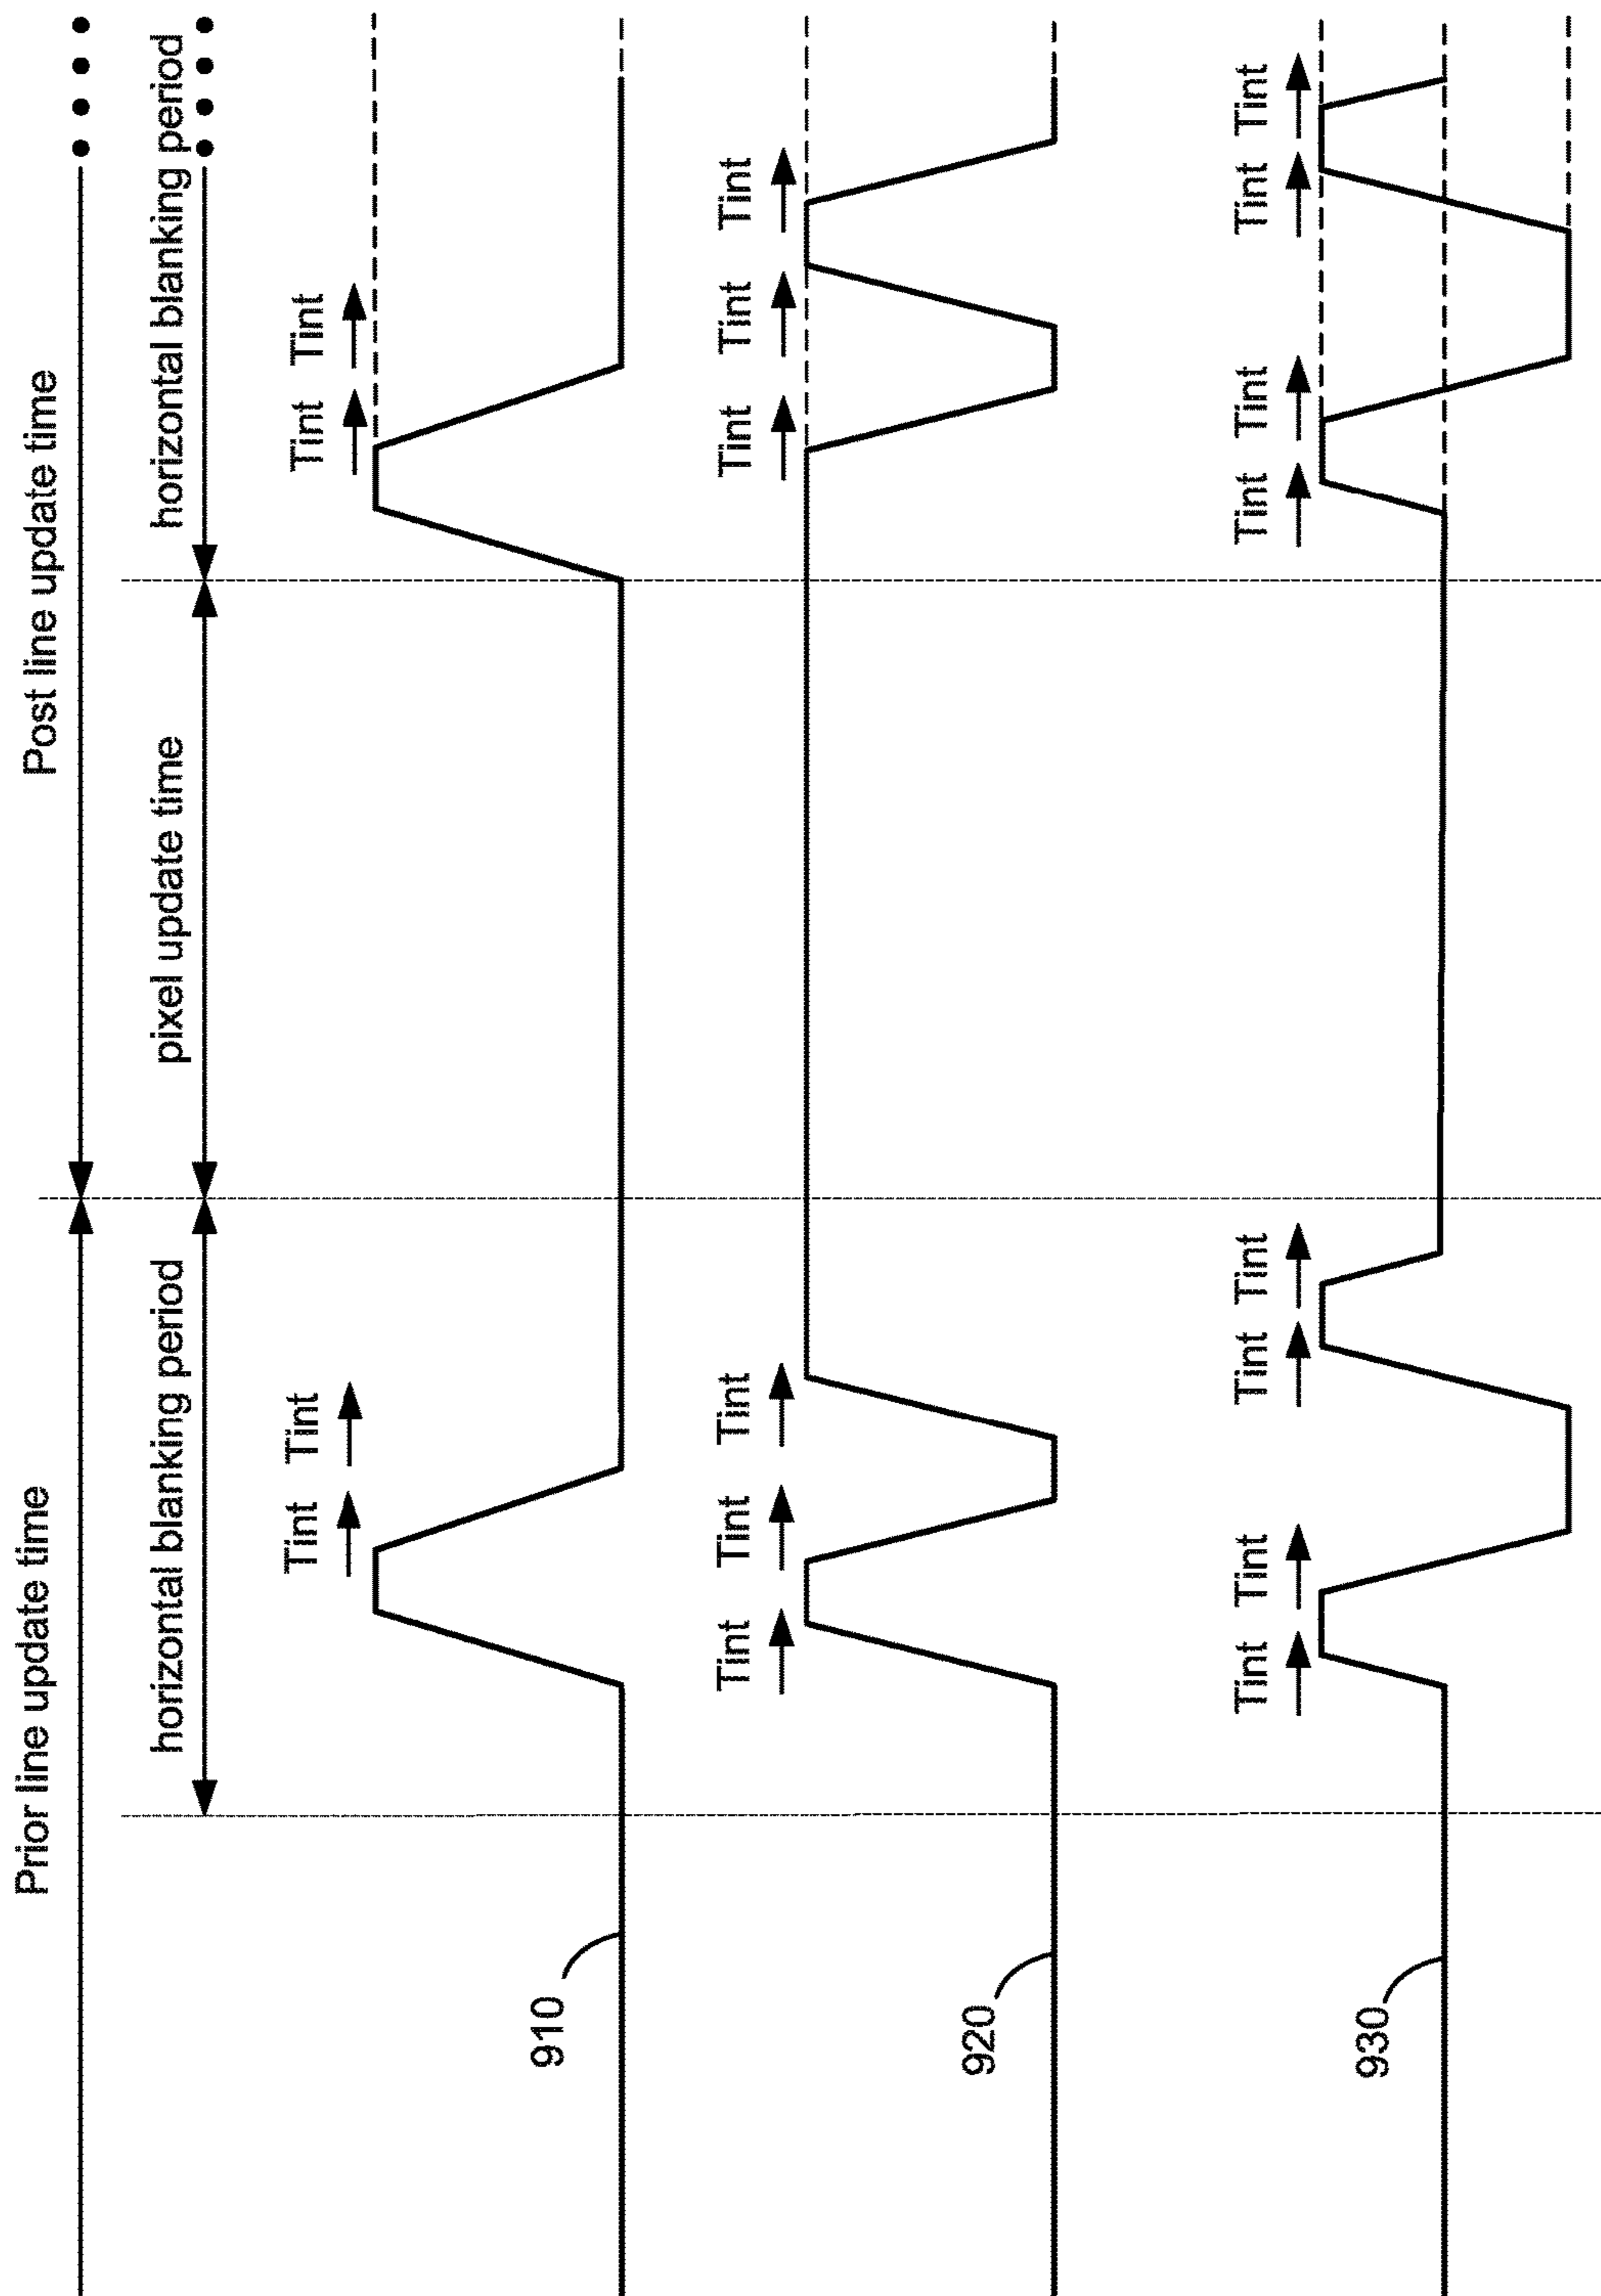 Prior line update time
Post line update time
horizontal blanking period
pixel update time
horizontal blanking period
Tint Tint
Tint Tint
910
Tint Tint Tint
Tint Tint Tint
920
Tint Tint Tint Tint
Tint Tint Tint Tint
930